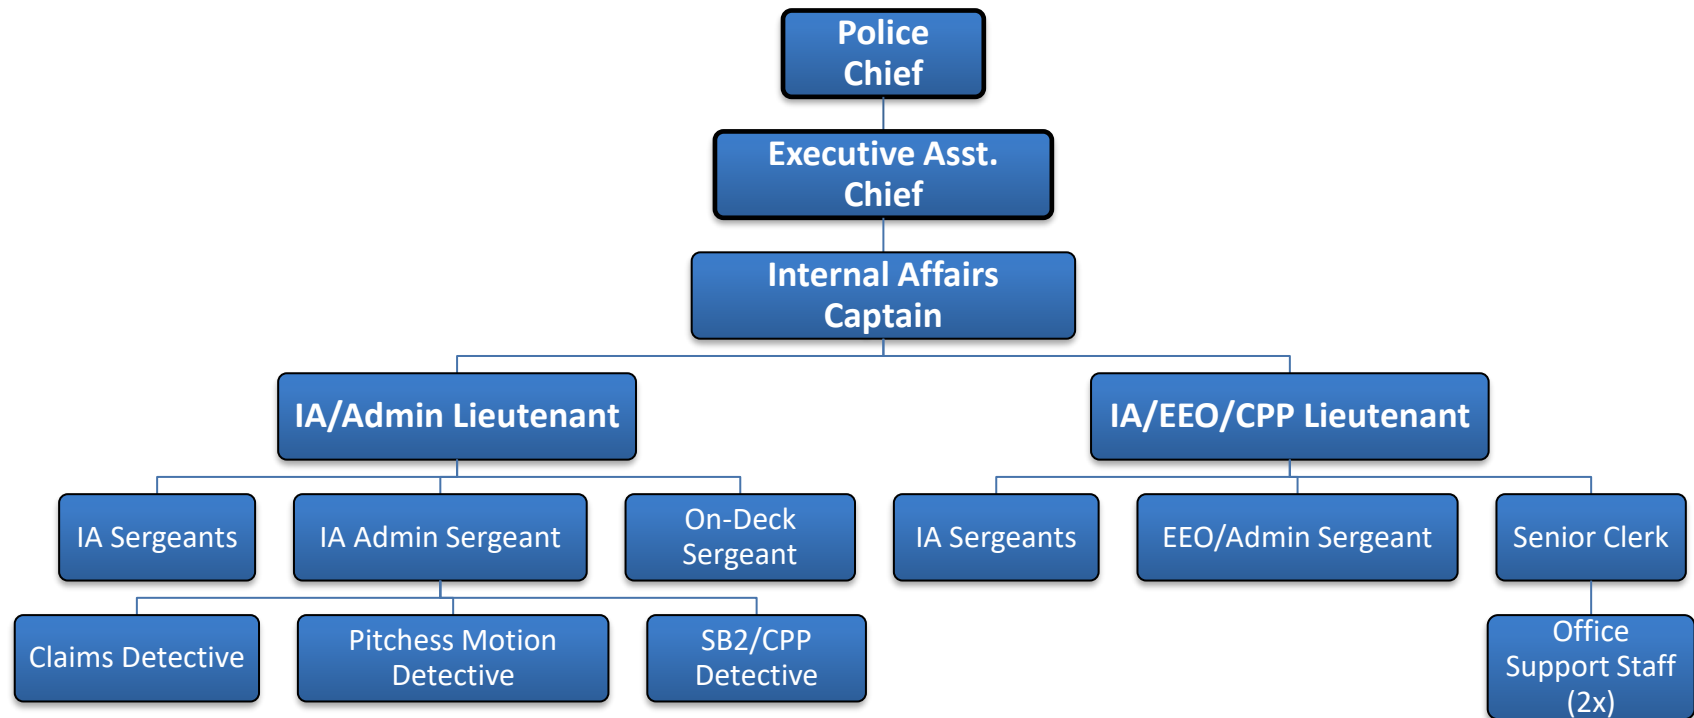 Police
Chief
Executive Asst.
Chief
Internal Affairs
Captain
IA/Admin Lieutenant
IA/EEO/CPP Lieutenant
IA Sergeants
IA Admin Sergeant
On-Deck
Sergeant
IA Sergeants
EEO/Admin Sergeant
Senior Clerk
Claims Detective
Pitchess Motion
Detective
SB2/CPP
Detective
Office
Support Staff
(2x)